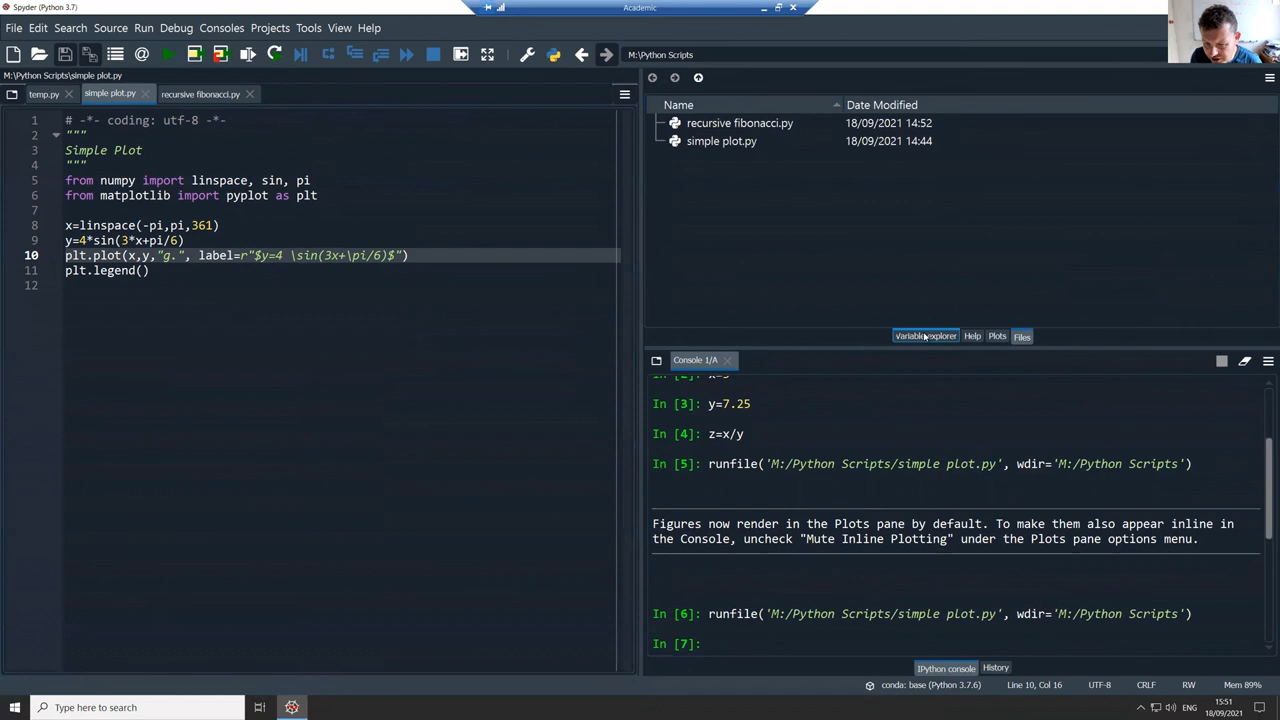 Spyder (Python 3.7)
Academic
File Edit Search Source Run Debug Consoles Projects Tools View Help
M:\Python Scripts
M:\Python Scripts\simple plot.py
temp.py
simple plot.py
recursive fibonacci.py
1 # -*- coding: utf-8 -*-
2 """
3 Simple Plot
4 """
5 from numpy import linspace, sin, pi
6 from matplotlib import pyplot as plt
7
8 x=linspace(-pi,pi,361)
9 y=4*sin(3*x+pi/6)
10 plt.plot(x,y,"g.", label=r"$y=4 \sin(3x+\pi/6)$")
11 plt.legend()
12
Name Date Modified
recursive fibonacci.py 18/09/2021 14:52
simple plot.py 18/09/2021 14:44
Variable explorer Help Plots Files
Console 1/A
In [3]: y=7.25
In [4]: z=x/y
In [5]: runfile('M:/Python Scripts/simple plot.py', wdir='M:/Python Scripts')
Figures now render in the Plots pane by default. To make them also appear inline in
the Console, uncheck "Mute Inline Plotting" under the Plots pane options menu.
In [6]: runfile('M:/Python Scripts/simple plot.py', wdir='M:/Python Scripts')
In [7]:
IPython console History
conda: base (Python 3.7.6) Line 10, Col 16 UTF-8 CRLF RW Mem 89%
Type here to search
ENG
15:51
18/09/2021